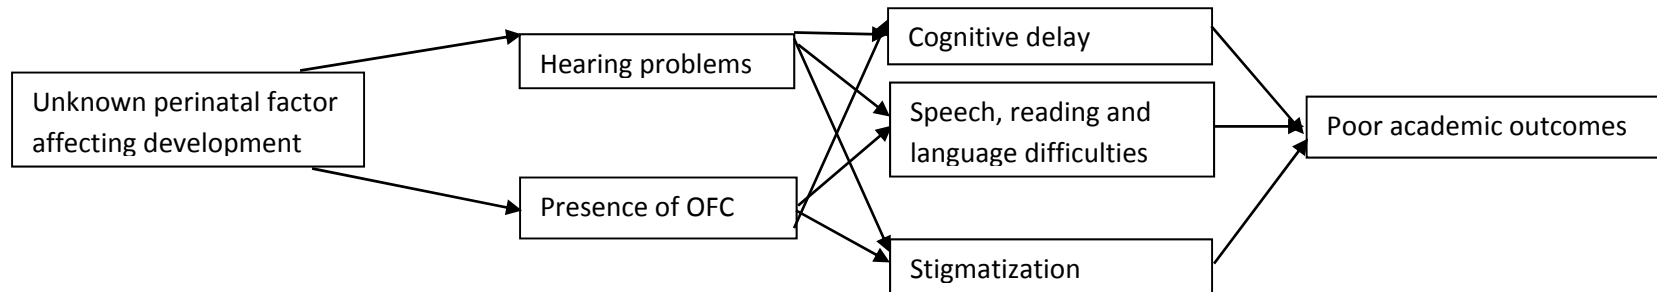 Unknown perinatal factor
affecting development
Hearing problems
Presence of OFC
Cognitive delay
Speech, reading and
language difficulties
Stigmatization
Poor academic outcomes